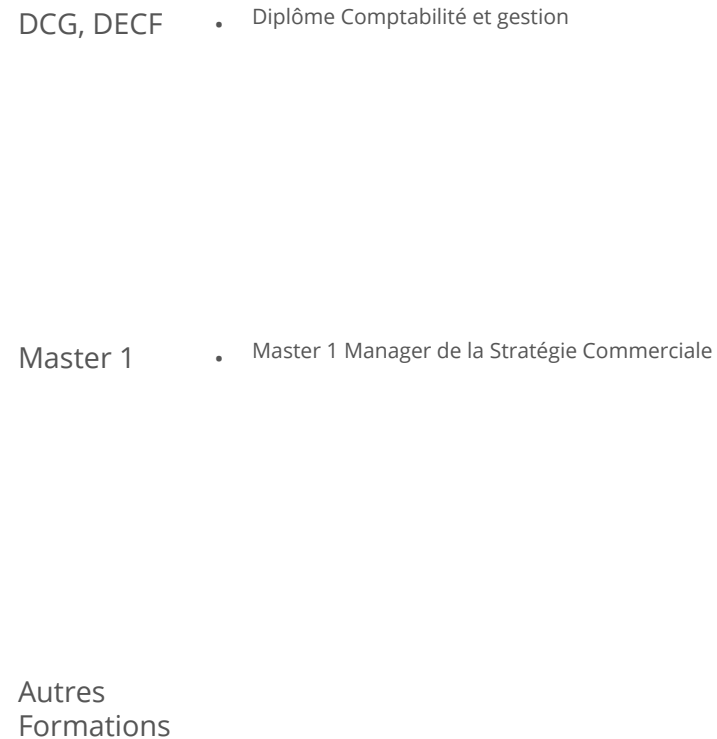 DCG, DECF • Diplôme Comptabilité et gestion
Master 1 • Master 1 Manager de la Stratégie Commerciale
Autres
Formations